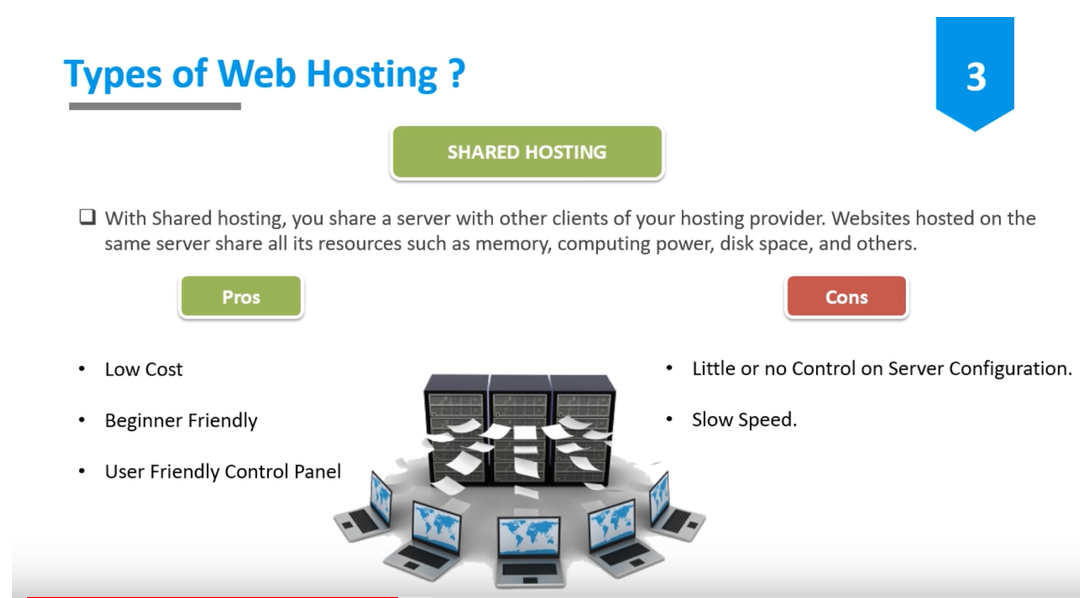 Types of Web Hosting ?
3
SHARED HOSTING
With Shared hosting, you share a server with other clients of your hosting provider. Websites hosted on the
same server share all its resources such as memory, computing power, disk space, and others.
Pros
Low Cost
Beginner Friendly
User Friendly Control Panel
Cons
Little or no Control on Server Configuration.
Slow Speed.